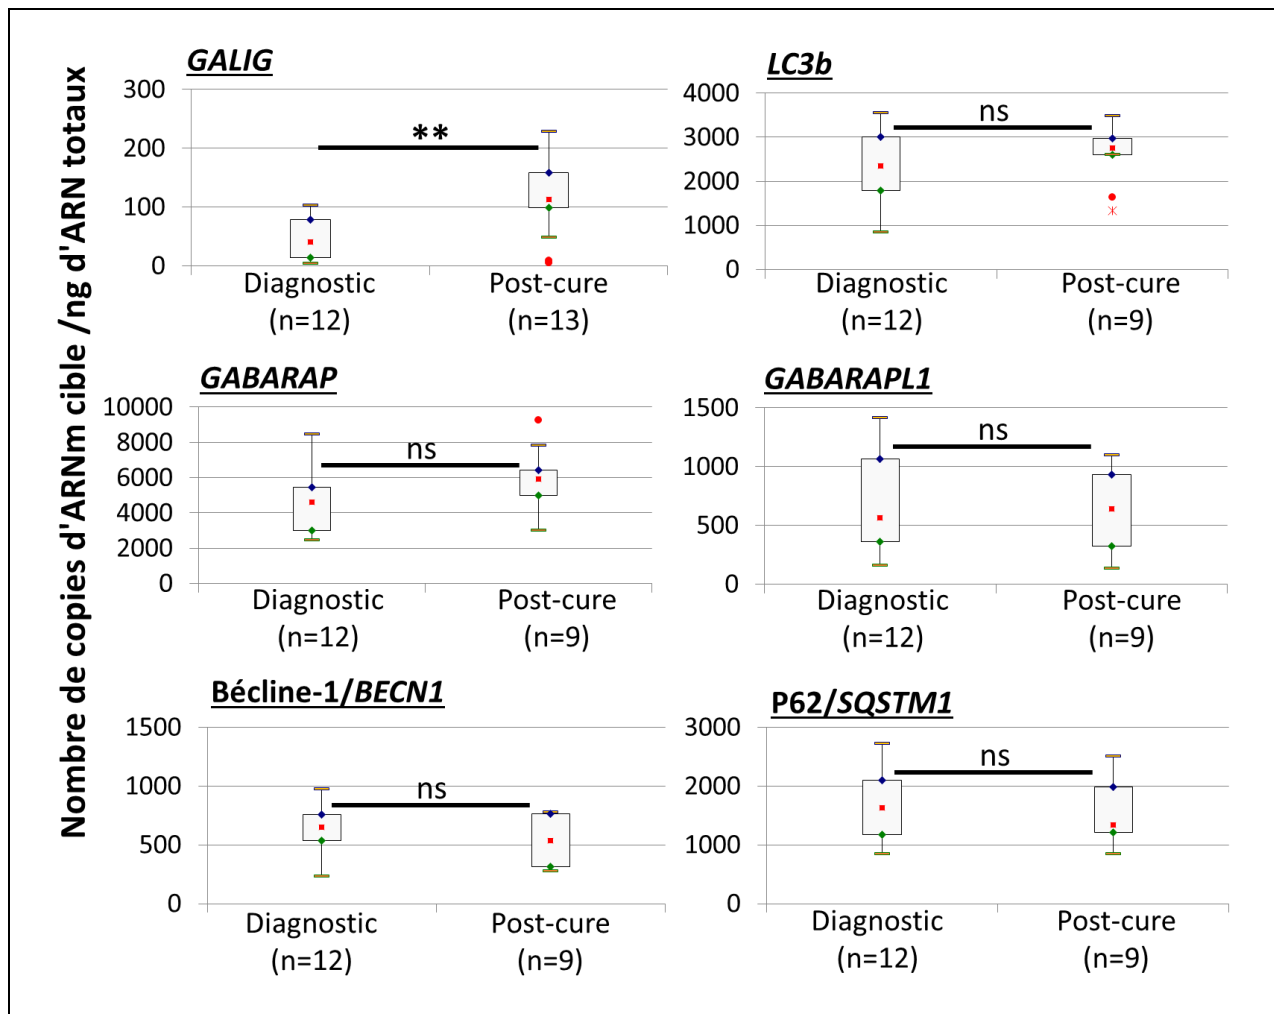 Nombre de copies d'ARNm cible /ng d'ARN totaux
GALIG
300
200
100
0
**
Diagnostic
(n=12)
Post-cure
(n=13)
LC3b
4000
3000
2000
1000
0
ns
Diagnostic
(n=12)
Post-cure
(n=9)
GABARAP
10000
8000
6000
4000
2000
0
ns
Diagnostic
(n=12)
Post-cure
(n=9)
GABARAPL1
1500
1000
500
0
ns
Diagnostic
(n=12)
Post-cure
(n=9)
Bécline-1/BECN1
1500
1000
500
0
ns
Diagnostic
(n=12)
Post-cure
(n=9)
P62/SQSTM1
3000
2000
1000
0
ns
Diagnostic
(n=12)
Post-cure
(n=9)